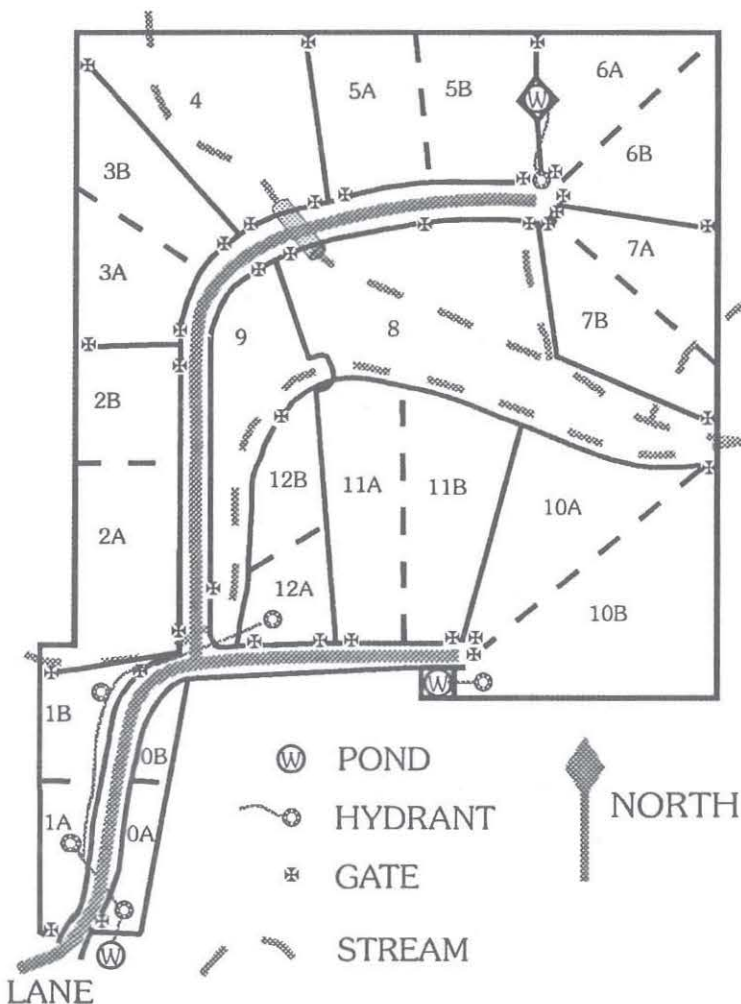 4
5A
5B
6A
6B
3B
3A
7A
7B
9
8
2B
2A
12B
11A
11B
10A
12A
10B
1B
0B
1A
0A
W
W
W
W POND
HYDRANT
GATE
STREAM
NORTH
LANE